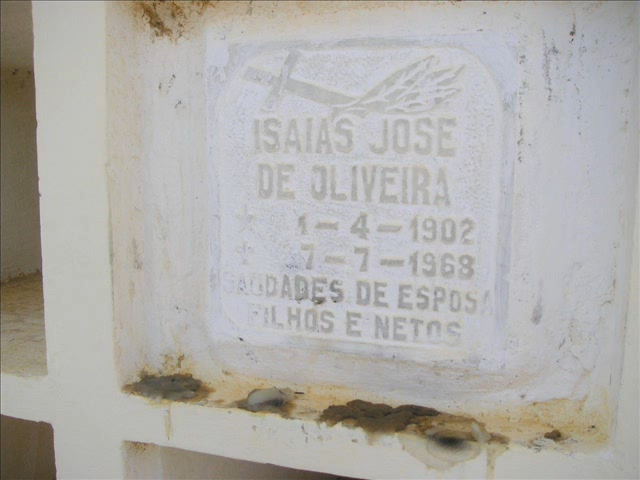 ISAIAS JOSE
DE OLIVEIRA
1-4-1902
7-7-1968
SAUDADES DE ESPOSA
FILHOS E NETOS